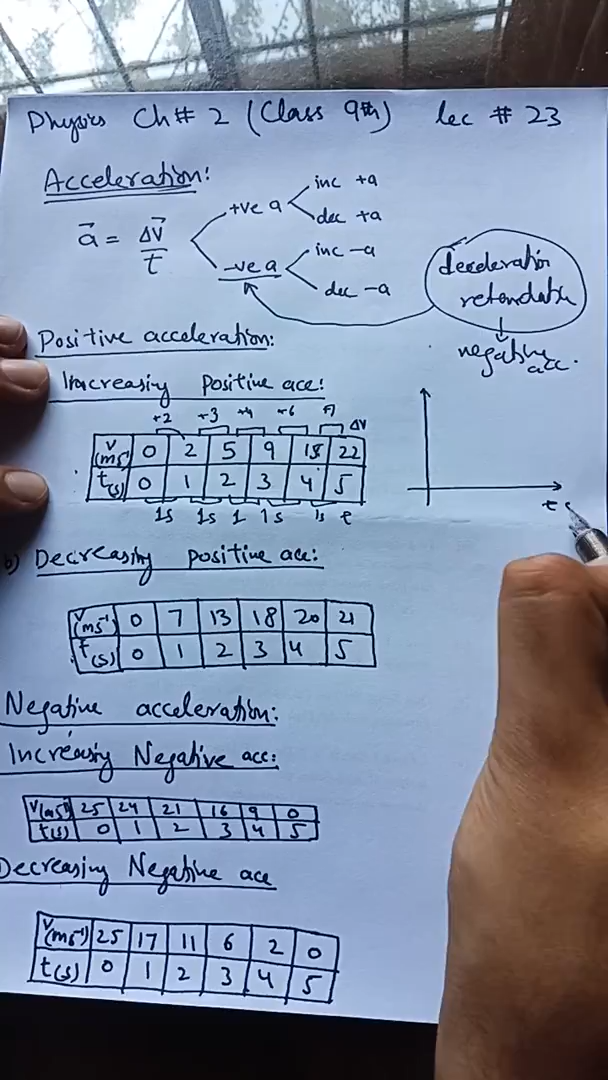 Physics Ch # 2 (Class 9th) lec # 23
Acceleration:
a = ΔV / t
+ve a
inc +a
dec +a
-ve a
inc -a
dec -a
deceleration
retardation
negative acc.
Positive acceleration:
Increasing positive acc:
+2 +3 +4 +6 +7 ΔV
V (ms⁻¹) 0 2 5 9 15 22
t(s) 0 1 2 3 4 5
1s 1s 1 1s 1s t
t
b) Decreasing positive acc:
V (ms⁻¹) 0 7 13 18 20 21
t(s) 0 1 2 3 4 5
Negative acceleration:
Increasing Negative acc:
V(ms⁻¹) 25 24 21 16 9 0
t(s) 0 1 2 3 4 5
Decreasing Negative acc
V (ms⁻¹) 25 17 11 6 2 0
t(s) 0 1 2 3 4 5